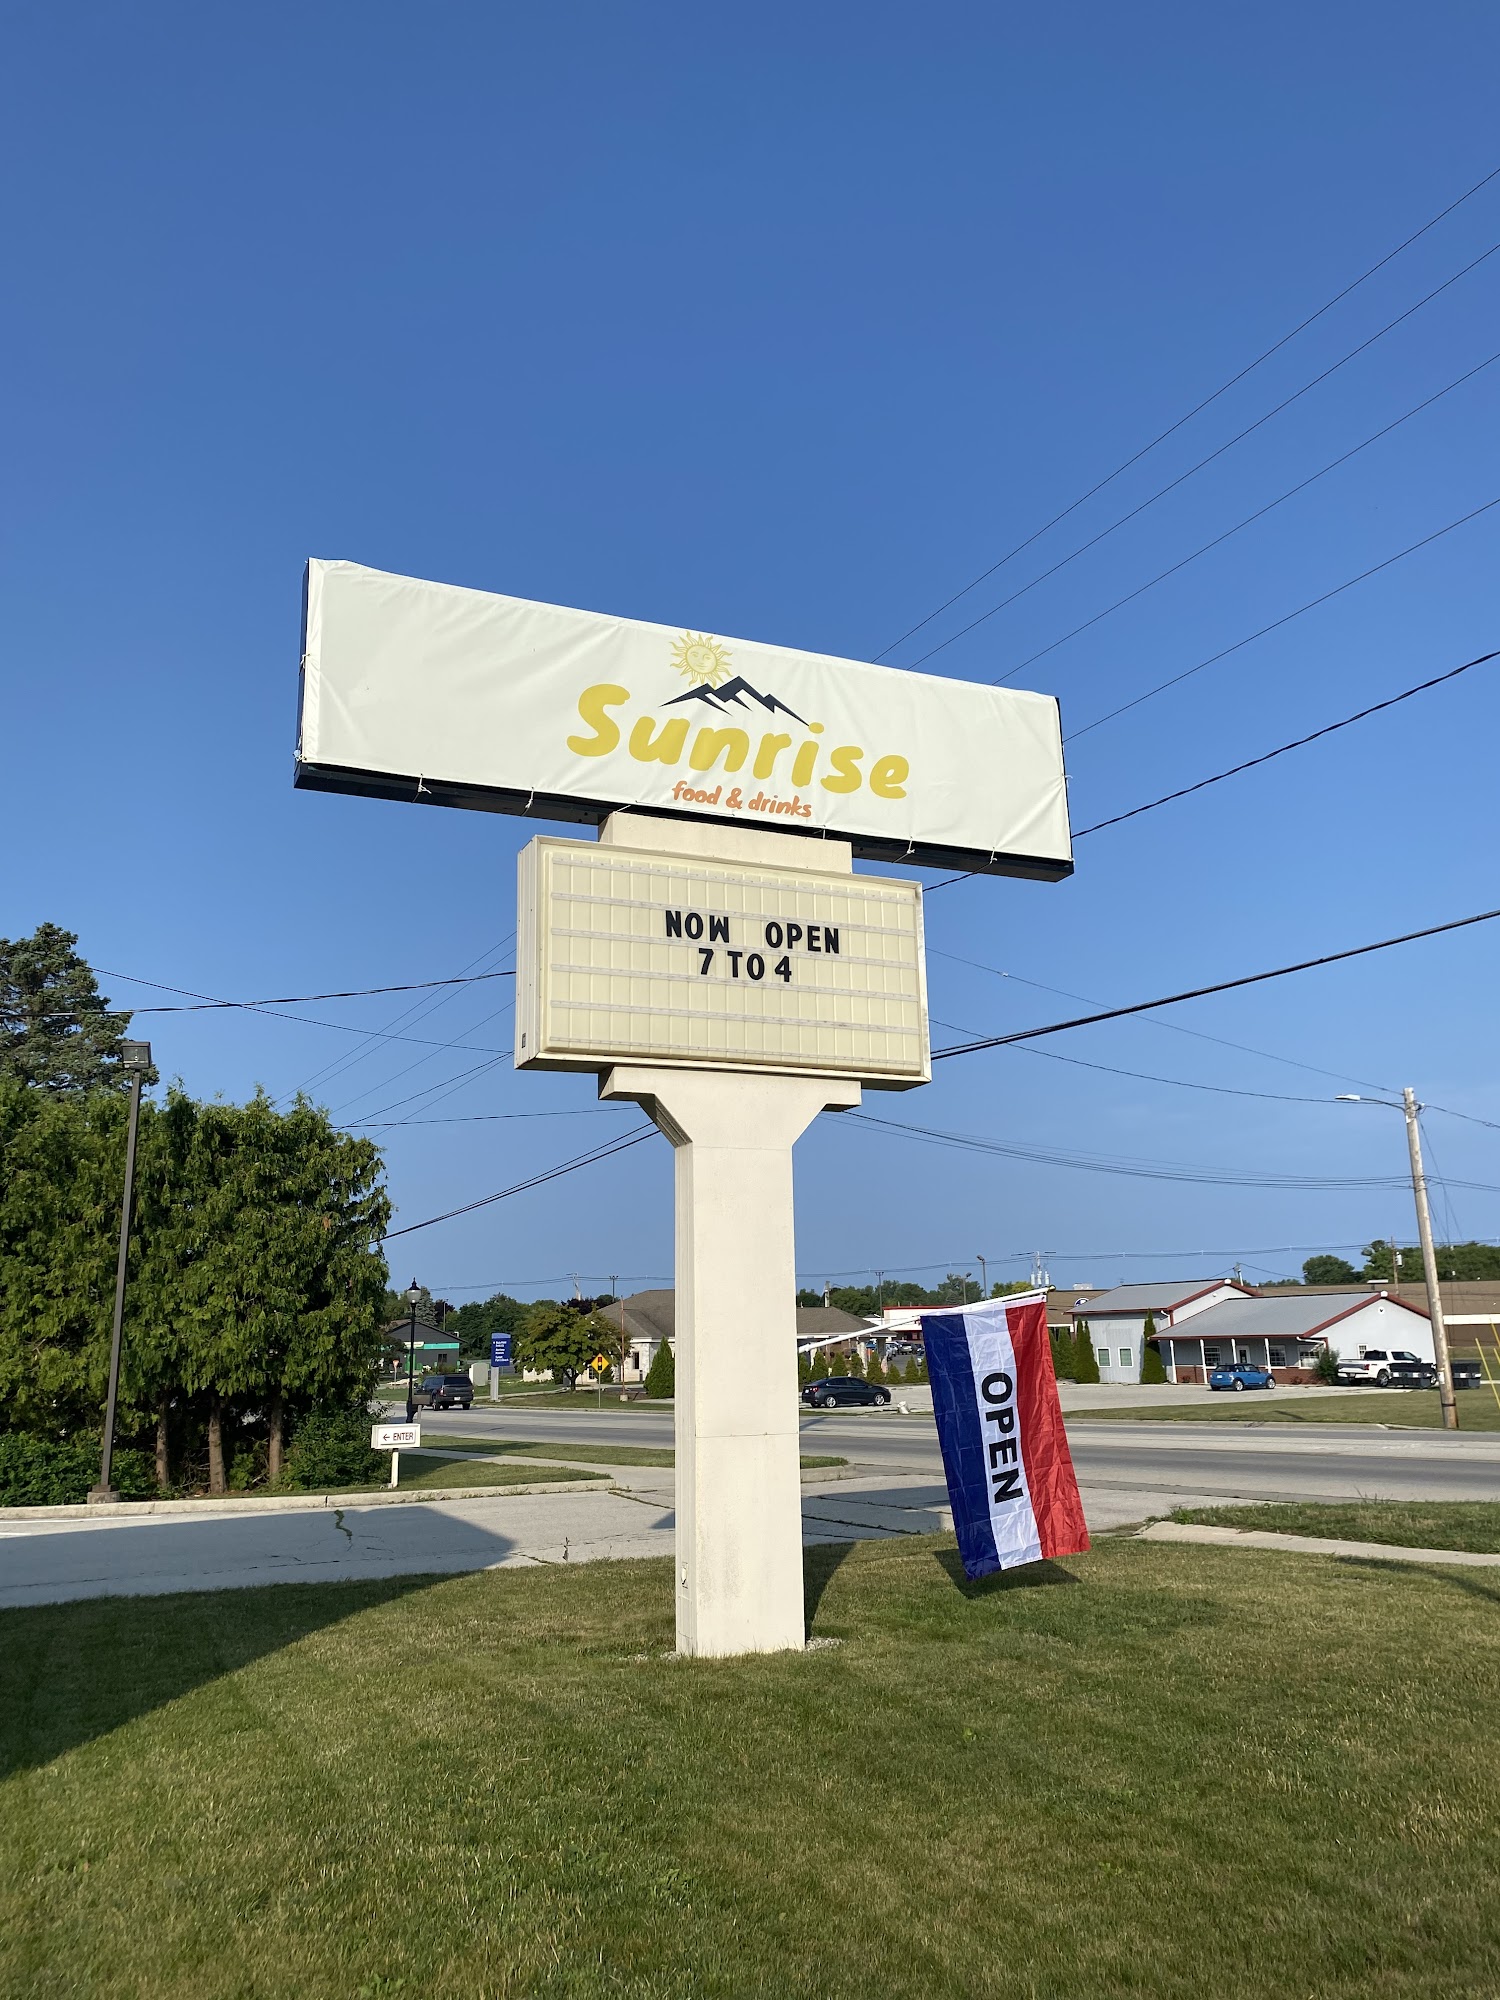 Sunrise
food & drinks
NOW OPEN
7 TO 4
OPEN
← ENTER